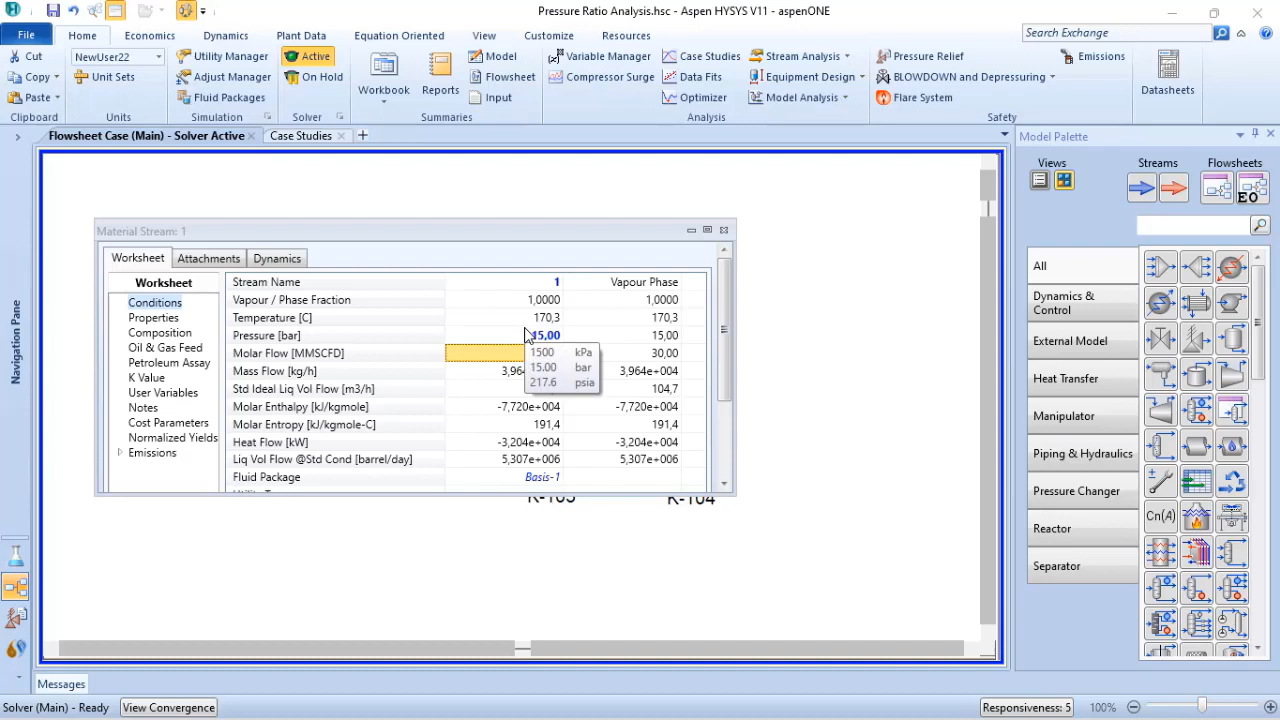 Pressure Ratio Analysis.hsc - Aspen HYSYS V11 - aspenONE
File
Home
Economics
Dynamics
Plant Data
Equation Oriented
View
Customize
Resources
Search Exchange
Cut
Copy
Paste
Clipboard
NewUser22
Unit Sets
Units
Utility Manager
Adjust Manager
Fluid Packages
Simulation
Active
On Hold
Solver
Workbook
Reports
Model
Flowsheet
Input
Summaries
Variable Manager
Compressor Surge
Case Studies
Data Fits
Optimizer
Stream Analysis
Equipment Design
Model Analysis
Analysis
Pressure Relief
BLOWDOWN and Depressuring
Flare System
Emissions
Safety
Datasheets
Flowsheet Case (Main) - Solver Active
Case Studies
Navigation Pane
Material Stream: 1
Worksheet
Attachments
Dynamics
Worksheet
Conditions
Properties
Composition
Oil & Gas Feed
Petroleum Assay
K Value
User Variables
Notes
Cost Parameters
Normalized Yields
Emissions
Stream Name 1 Vapour Phase
Vapour / Phase Fraction 1,0000 1,0000
Temperature [C] 170,3 170,3
Pressure [bar] 15,00 15,00
Molar Flow [MMSCFD] 30,00
Mass Flow [kg/h] 3,964e+004
Std Ideal Liq Vol Flow [m3/h] 104,7
Molar Enthalpy [kJ/kgmole] -7,720e+004 -7,720e+004
Molar Entropy [kJ/kgmole-C] 191,4 191,4
Heat Flow [kW] -3,204e+004 -3,204e+004
Liq Vol Flow @Std Cond [barrel/day] 5,307e+006 5,307e+006
Fluid Package Basis-1
1500 kPa
15.00 bar
217.6 psia
K-103
K-104
Model Palette
Views
Streams
Flowsheets
EO
All
Dynamics &
Control
External Model
Heat Transfer
Manipulator
Piping & Hydraulics
Pressure Changer
Reactor
Separator
Cn(A)
Messages
Solver (Main) - Ready
View Convergence
Responsiveness: 5
100%